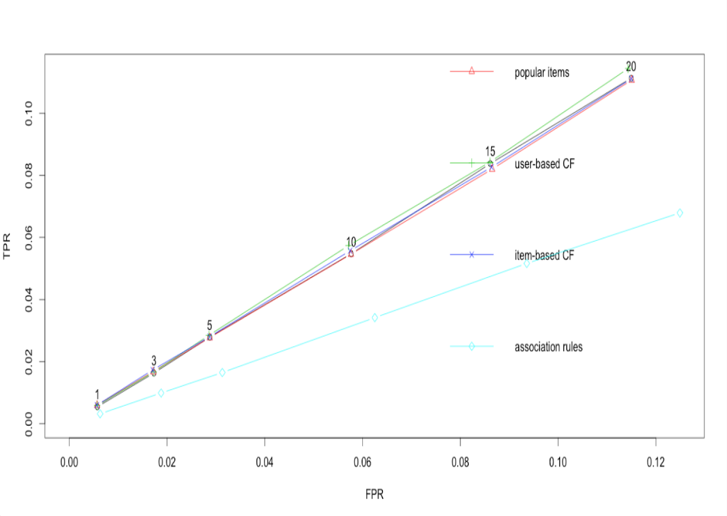 20
popular items
15
user-based CF
10
item-based CF
5
association rules
3
1
TPR
0.10
0.08
0.06
0.04
0.02
0.00
0.00 0.02 0.04 0.06 0.08 0.10 0.12
FPR